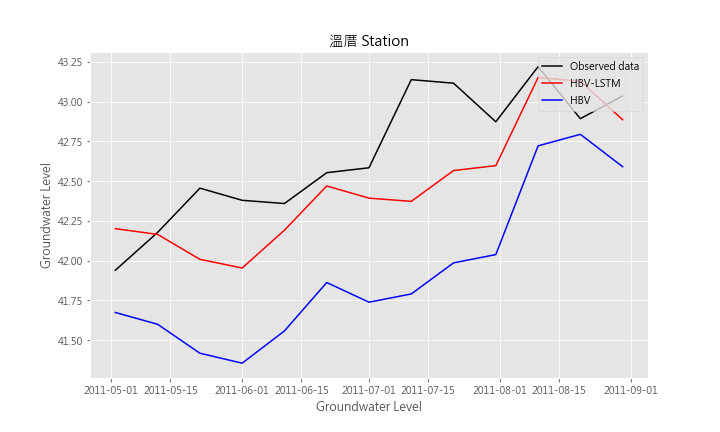 溫厝 Station
Groundwater Level
43.25
43.00
42.75
42.50
42.25
42.00
41.75
41.50
Observed data
HBV-LSTM
HBV
2011-05-01 2011-05-15 2011-06-01 2011-06-15 2011-07-01 2011-07-15 2011-08-01 2011-08-15 2011-09-01
Groundwater Level